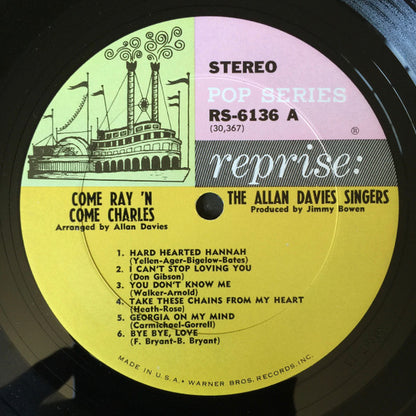 STEREO
POP SERIES
RS-6136 A
(30,367)
®
reprise:
COME RAY 'N
COME CHARLES
Arranged by Allan Davies
THE ALLAN DAVIES SINGERS
Produced by Jimmy Bowen
1. HARD HEARTED HANNAH
(Yellen-Ager-Bigelow-Bates)
2. I CAN'T STOP LOVING YOU
(Don Gibson)
3. YOU DON'T KNOW ME
(Walker-Arnold)
4. TAKE THESE CHAINS FROM MY HEART
(Heath-Rose)
5. GEORGIA ON MY MIND
(Carmichael-Gorrell)
6. BYE BYE, LOVE
(F. Bryant-B. Bryant)
MADE IN U.S.A. • WARNER BROS. RECORDS, INC.